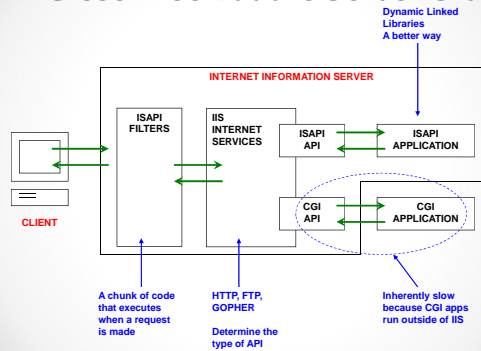 Dynamic Linked
Libraries
A better way
INTERNET INFORMATION SERVER
ISAPI
FILTERS
IIS
INTERNET
SERVICES
ISAPI
API
ISAPI
APPLICATION
CGI
API
CGI
APPLICATION
CLIENT
A chunk of code
that executes
when a request
is made
HTTP, FTP,
GOPHER
Determine the
type of API
Inherently slow
because CGI apps
run outside of IIS